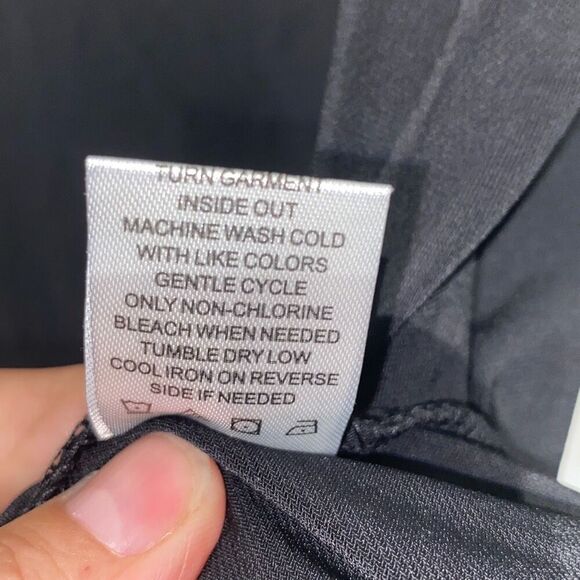 TURN GARMENT
INSIDE OUT
MACHINE WASH COLD
WITH LIKE COLORS
GENTLE CYCLE
ONLY NON-CHLORINE
BLEACH WHEN NEEDED
TUMBLE DRY LOW
COOL IRON ON REVERSE
SIDE IF NEEDED